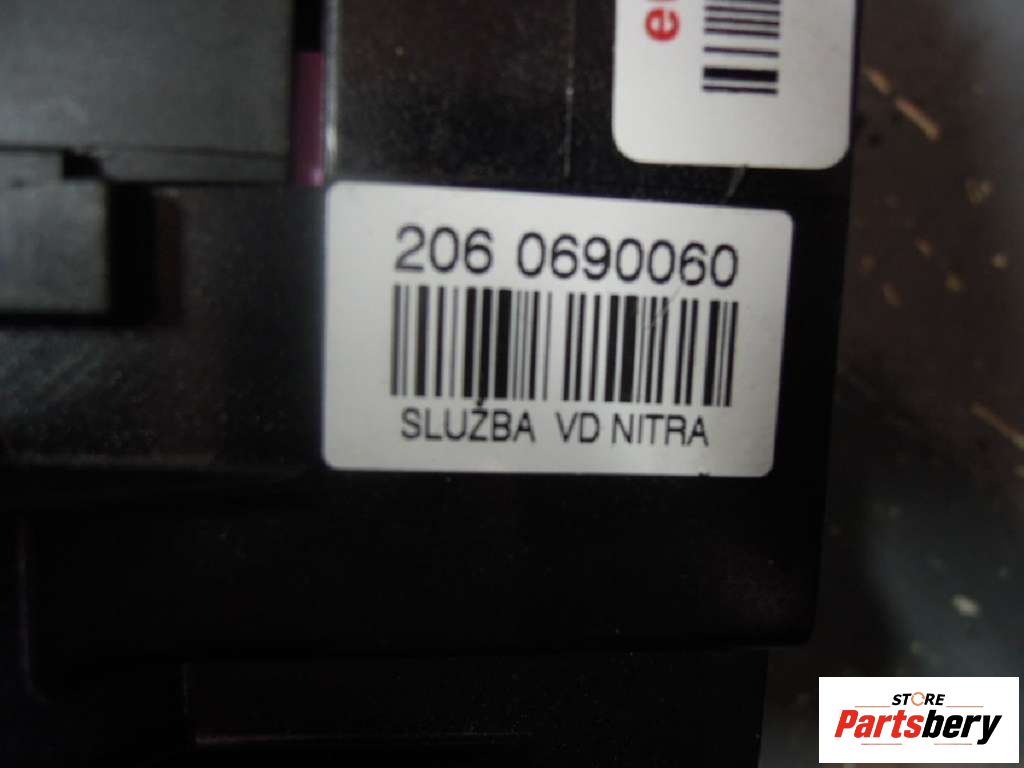 206 0690060
SLUŽBA VD NITRA
STORE
Partsbery